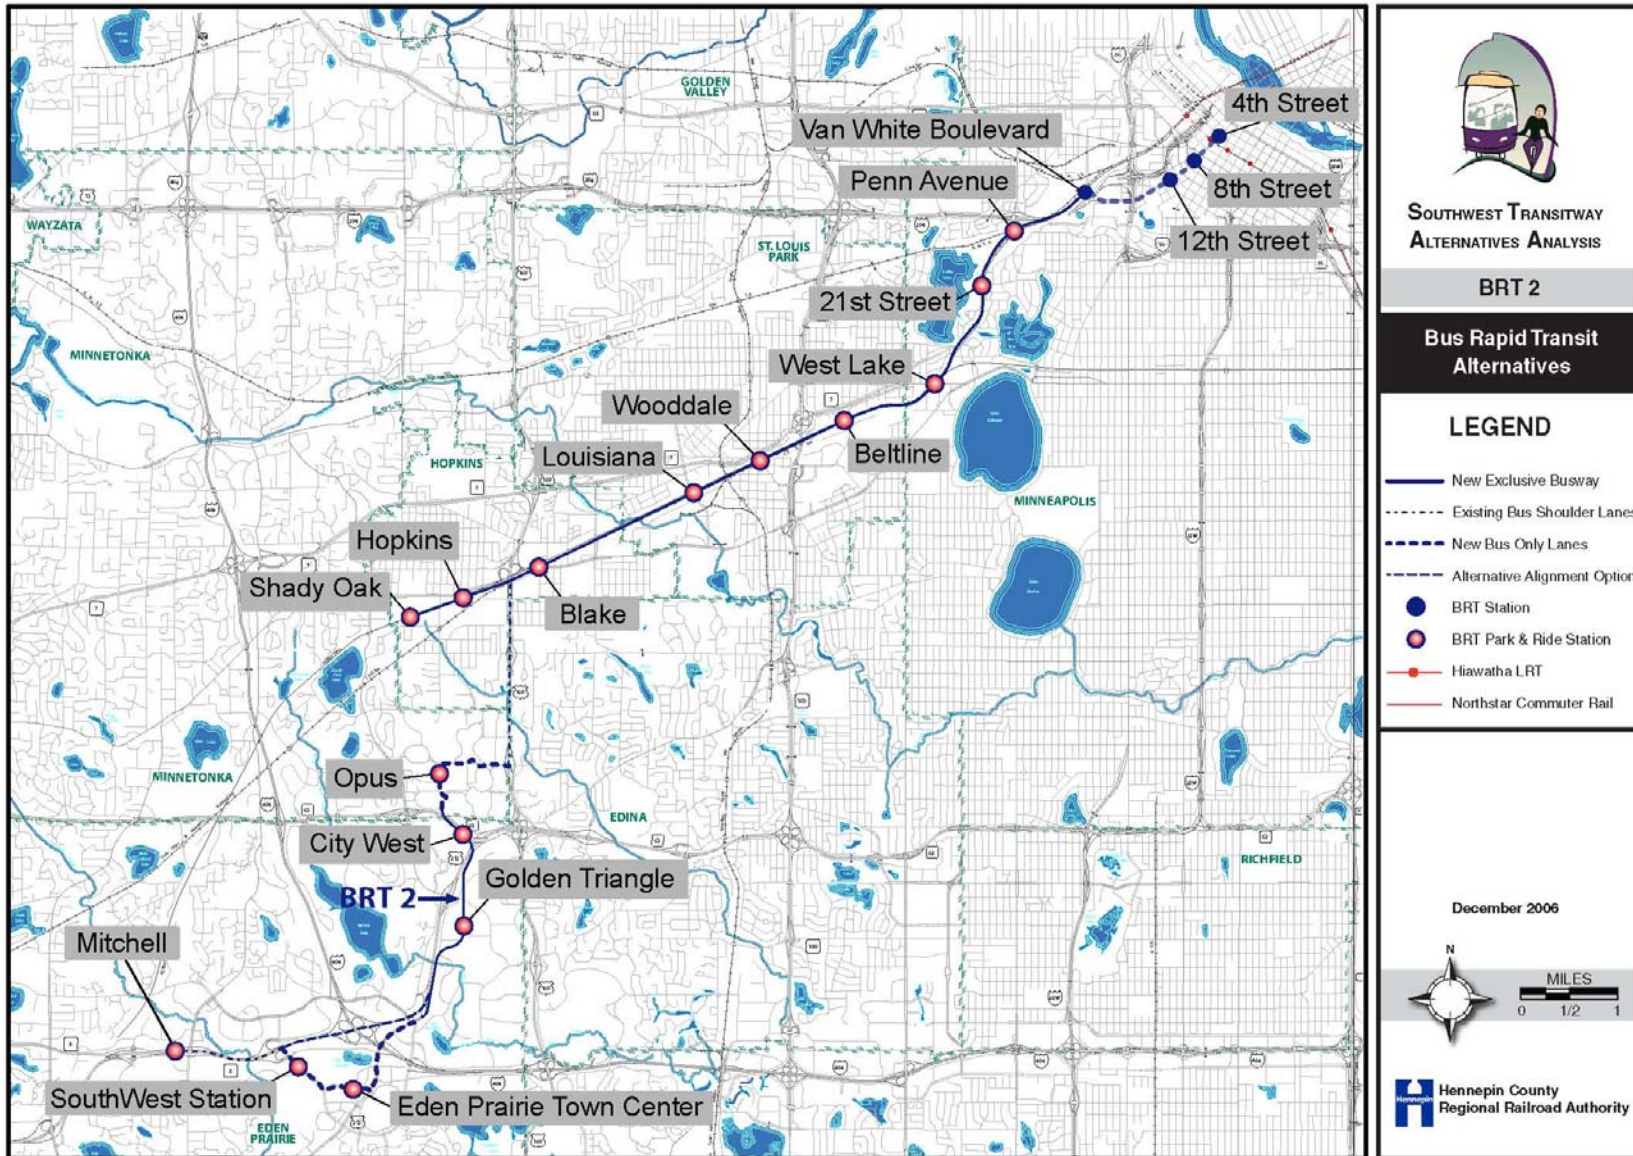 GOLDEN
VALLEY
4th Street
Van White Boulevard
Penn Avenue
8th Street
12th Street
WAYZATA
ST. LOUIS
PARK
21st Street
MINNETONKA
West Lake
Wooddale
Louisiana
Beltline
HOPKINS
MINNEAPOLIS
Hopkins
Shady Oak
Blake
Opus
MINNETONKA
City West
EDINA
RICHFIELD
Golden Triangle
BRT 2
Mitchell
SouthWest Station
Eden Prairie Town Center
EDEN
PRAIRIE
SOUTHWEST TRANSITWAY
ALTERNATIVES ANALYSIS
BRT 2
Bus Rapid Transit
Alternatives
LEGEND
New Exclusive Busway
Existing Bus Shoulder Lanes
New Bus Only Lanes
Alternative Alignment Option
BRT Station
BRT Park & Ride Station
Hiawatha LRT
Northstar Commuter Rail
December 2006
N
MILES
0 1/2 1
Hennepin
Hennepin County
Regional Railroad Authority